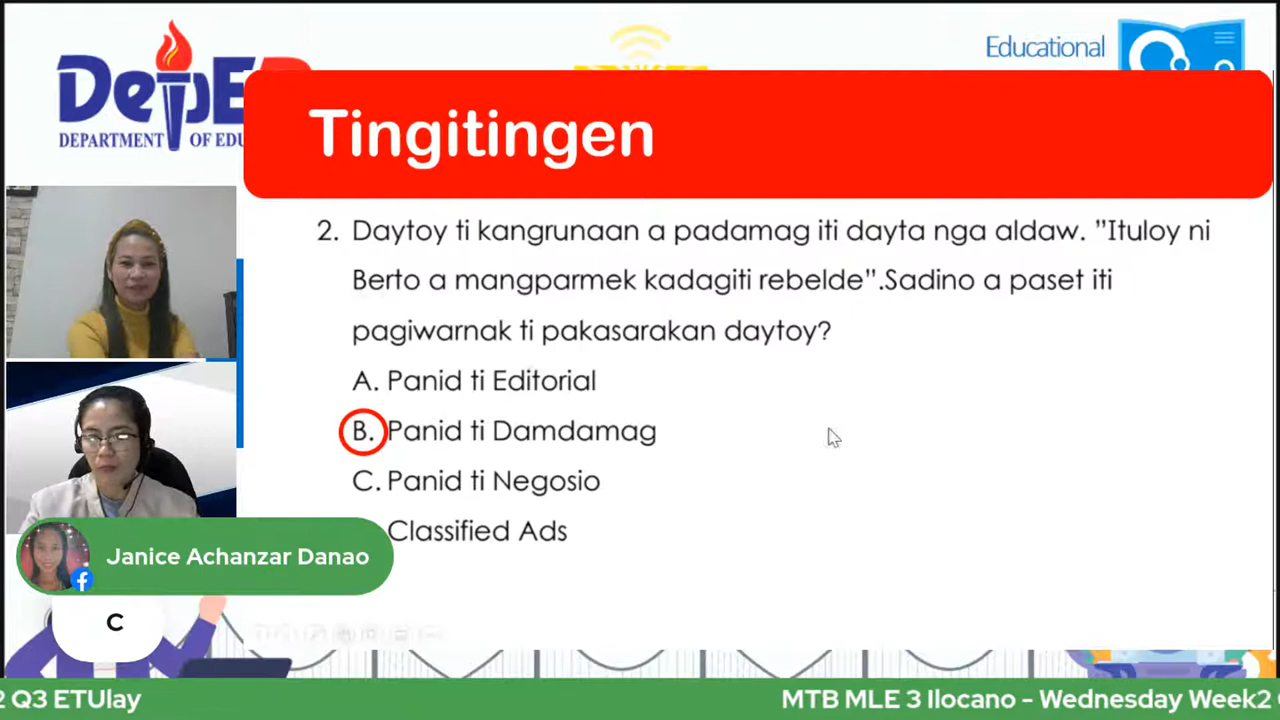 DepE
DEPARTMENT OF EDU
Educational
Tingitingen
2. Daytoy ti kangrunaan a padamag iti dayta nga aldaw. ”Ituloy ni
Berto a mangparmek kadagiti rebelde”.Sadino a paset iti
pagiwarnak ti pakasarakan daytoy?
A. Panid ti Editorial
B. Panid ti Damdamag
C. Panid ti Negosio
Classified Ads
Janice Achanzar Danao
C
2 Q3 ETUlay
MTB MLE 3 Ilocano - Wednesday Week2